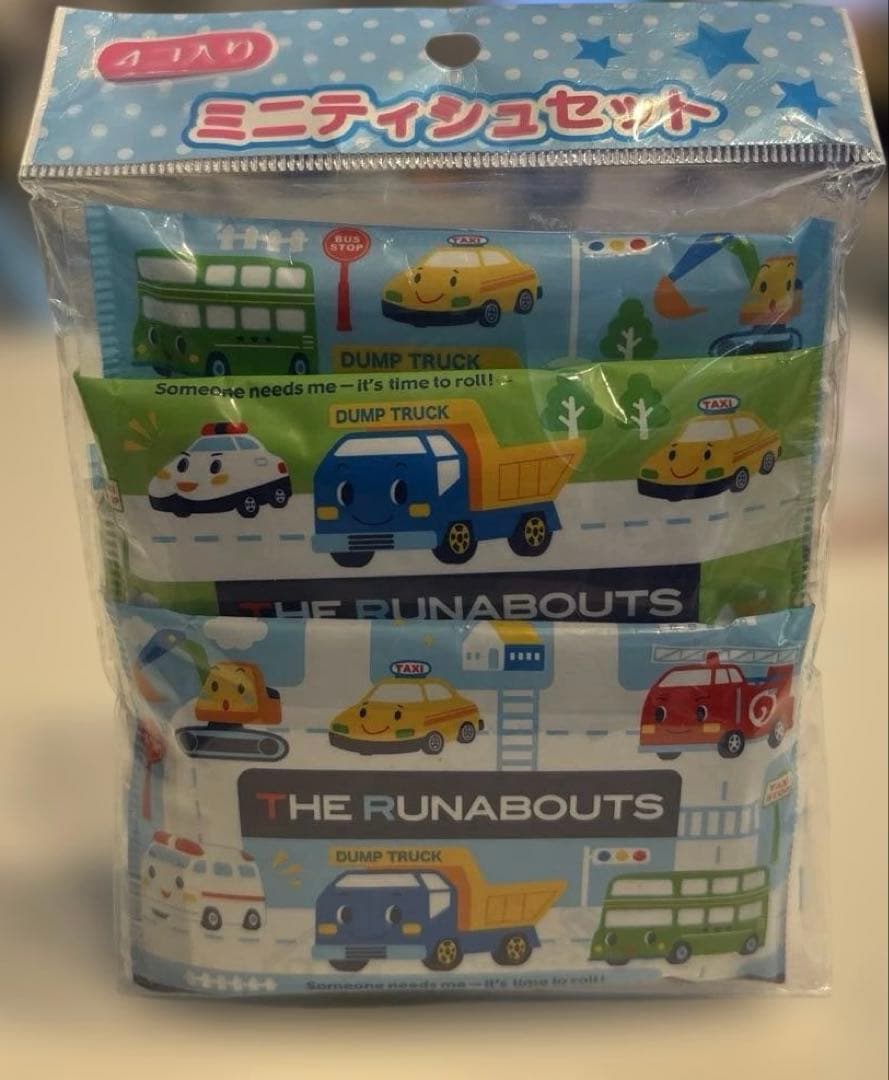 4コ入り
ミニティシュセット
BUS
STOP
TAXI
DUMP TRUCK
Someone needs me — it's time to roll!
DUMP TRUCK
TAXI
THE RUNABOUTS
TAXI
THE RUNABOUTS
TAXI
STOP
DUMP TRUCK
Someone needs me — it's time to roll!